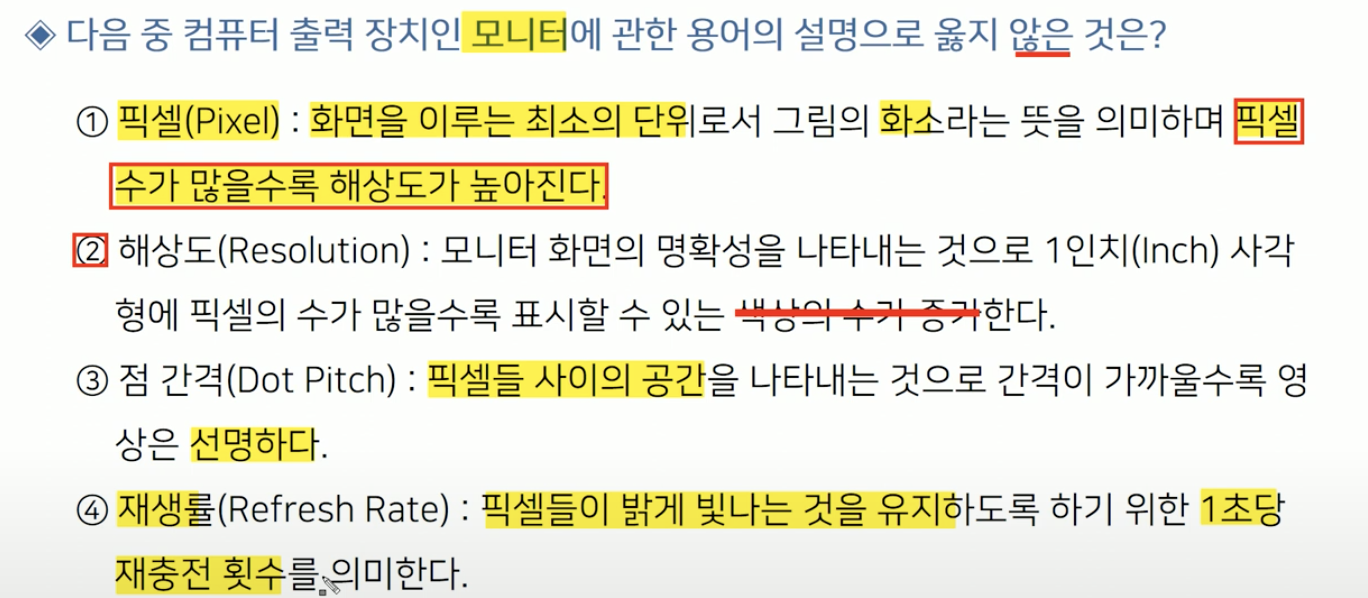 ◈ 다음 중 컴퓨터 출력 장치인 모니터에 관한 용어의 설명으로 옳지 않은 것은?
① 픽셀(Pixel) : 화면을 이루는 최소의 단위로서 그림의 화소라는 뜻을 의미하며 픽셀
수가 많을수록 해상도가 높아진다.
② 해상도(Resolution) : 모니터 화면의 명확성을 나타내는 것으로 1인치(Inch) 사각
형에 픽셀의 수가 많을수록 표시할 수 있는 색상의 수가 증가한다.
③ 점 간격(Dot Pitch) : 픽셀들 사이의 공간을 나타내는 것으로 간격이 가까울수록 영
상은 선명하다.
④ 재생률(Refresh Rate) : 픽셀들이 밝게 빛나는 것을 유지하도록 하기 위한 1초당
재충전 횟수를 의미한다.